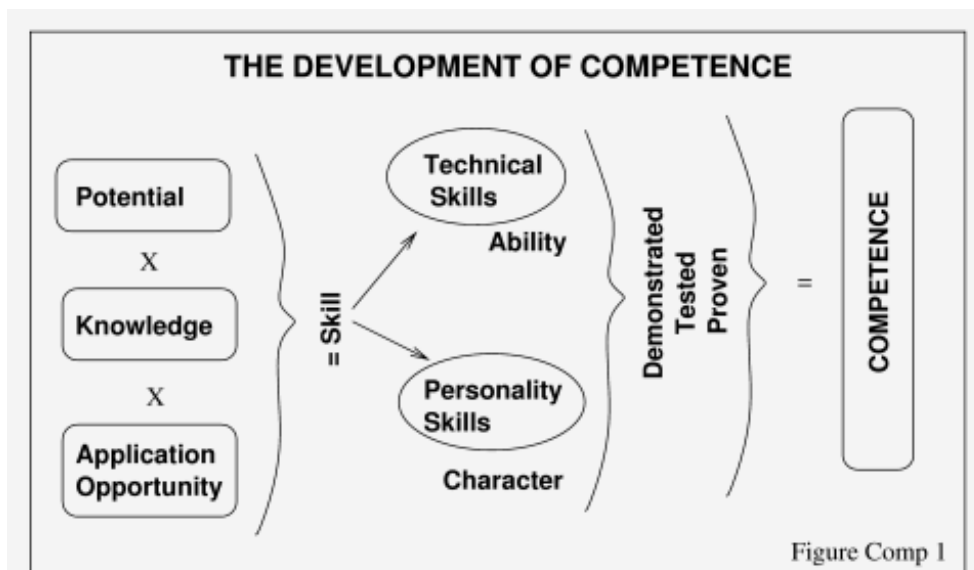 THE DEVELOPMENT OF COMPETENCE
Potential
X
Knowledge
X
Application
Opportunity
= Skill
Technical
Skills
Ability
Personality
Skills
Character
Demonstrated
Tested
Proven
=
COMPETENCE
Figure Comp 1